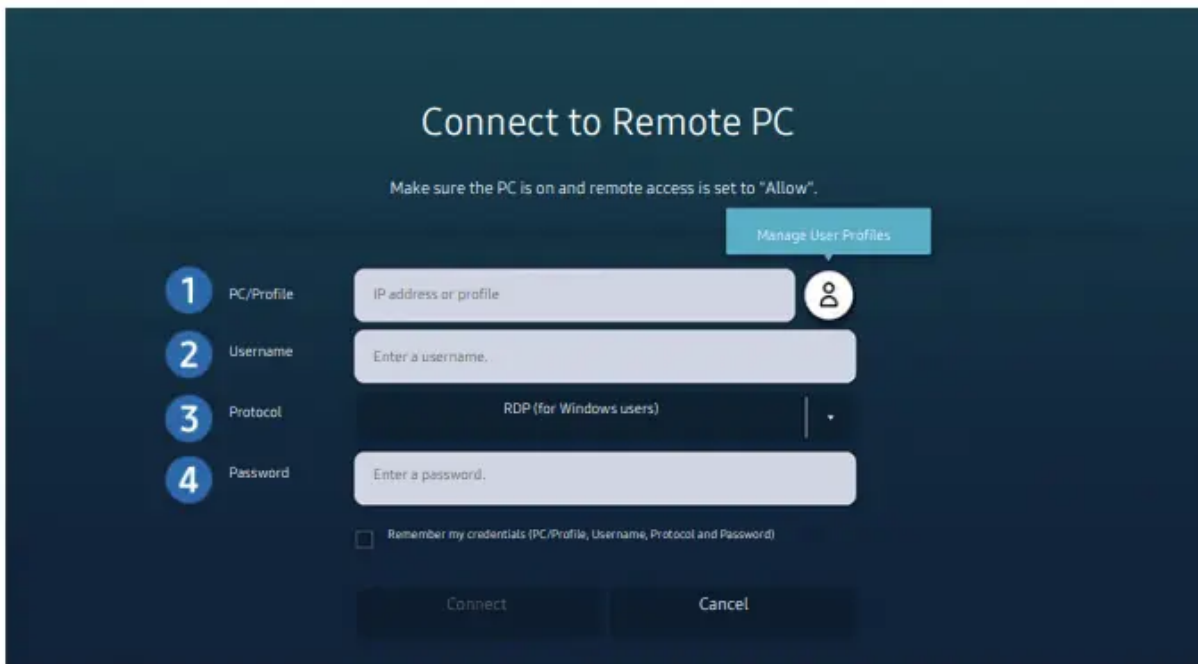 Connect to Remote PC
Make sure the PC is on and remote access is set to "Allow".
Manage User Profiles
1 PC/Profile IP address or profile
2 Username Enter a username.
3 Protocol RDP (for Windows users)
4 Password Enter a password.
Remember my credentials (PC/Profile, Username, Protocol and Password)
Connect Cancel